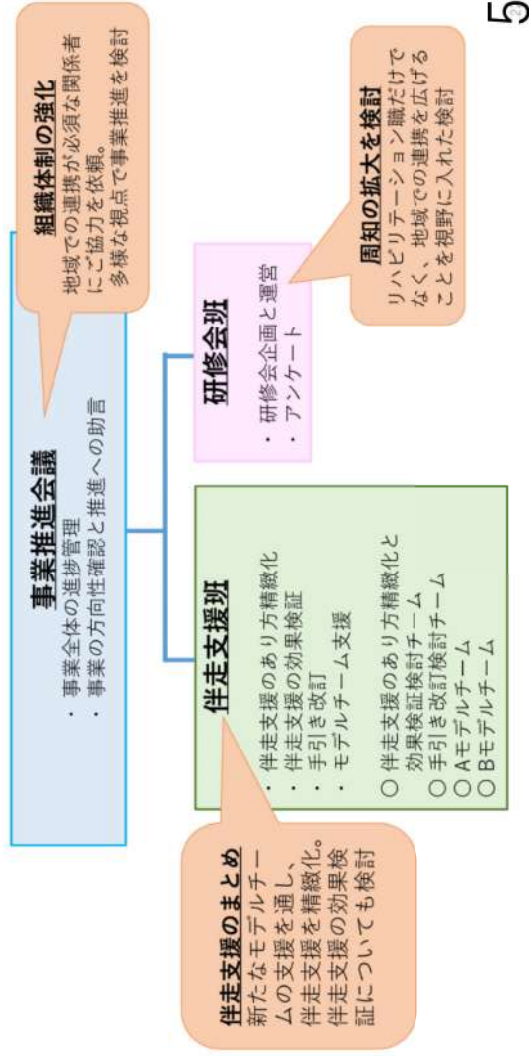 事業推進会議
・ 事業全体の進捗管理
・ 事業の方向性確認と推進への助言
組織体制の強化
地域での連携が必須な関係者
にご協力を依頼。
多様な視点で事業推進を検討
伴走支援のまとめ
新たなモデルチー
ムの支援を通し、
伴走支援を精緻化。
伴走支援の効果検
証についても検討
伴走支援班
・ 伴走支援のあり方精緻化
・ 伴走支援の効果検証
・ 手引き改訂
・ モデルチーム支援
○ 伴走支援のあり方精緻化と
効果検証検討チーム
○ 手引き改訂検討チーム
○ Aモデルチーム
○ Bモデルチーム
研修会班
・ 研修会企画と運営
・ アンケート
周知の拡大を検討
リハビリテーション職だけで
なく、地域での連携を広げる
ことを視野に入れた検討
5